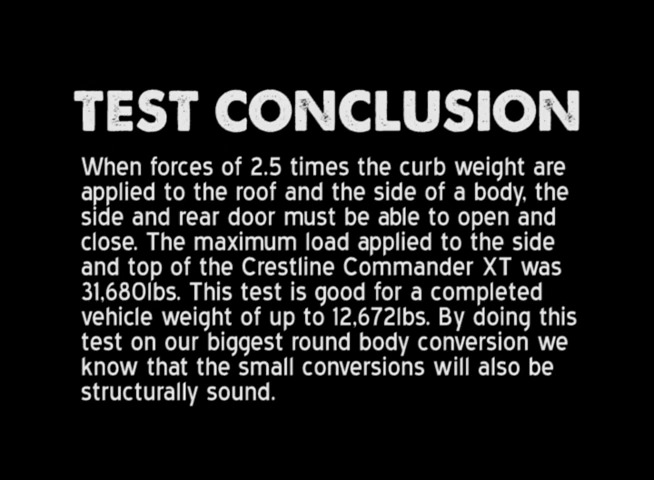 TEST CONCLUSION
When forces of 2.5 times the curb weight are
applied to the roof and the side of a body, the
side and rear door must be able to open and
close. The maximum load applied to the side
and top of the Crestline Commander XT was
31,680lbs. This test is good for a completed
vehicle weight of up to 12,672lbs. By doing this
test on our biggest round body conversion we
know that the small conversions will also be
structurally sound.